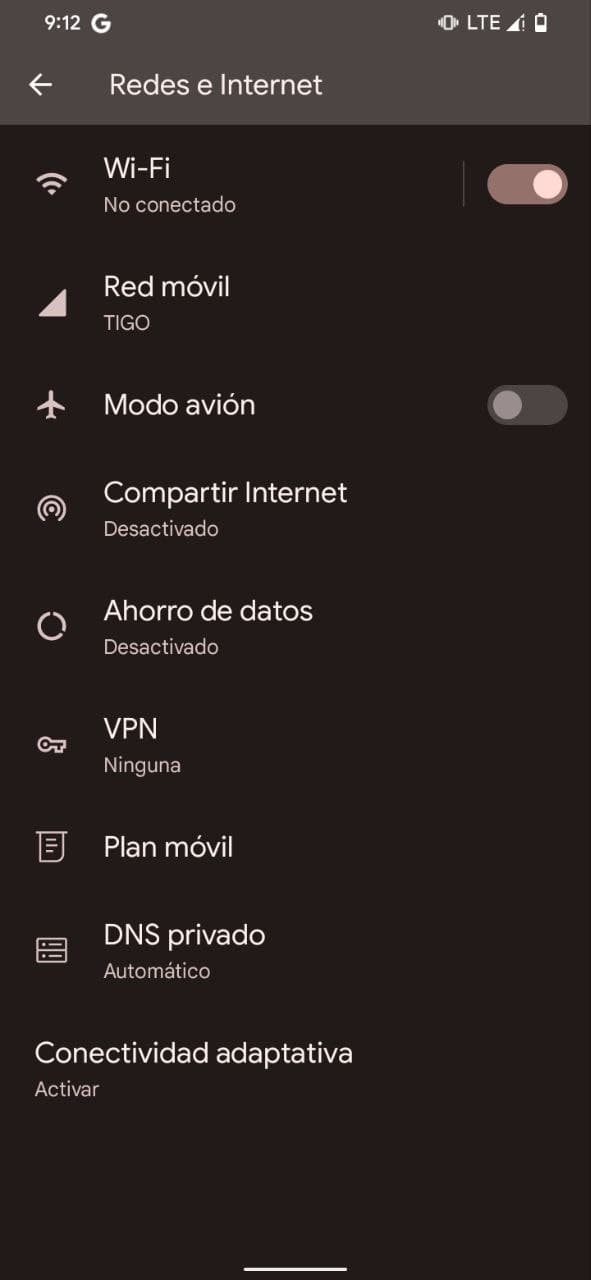 9:12 G LTE
Redes e Internet
Wi-Fi
No conectado
Red móvil
TIGO
Modo avión
Compartir Internet
Desactivado
Ahorro de datos
Desactivado
VPN
Ninguna
Plan móvil
DNS privado
Automático
Conectividad adaptativa
Activar